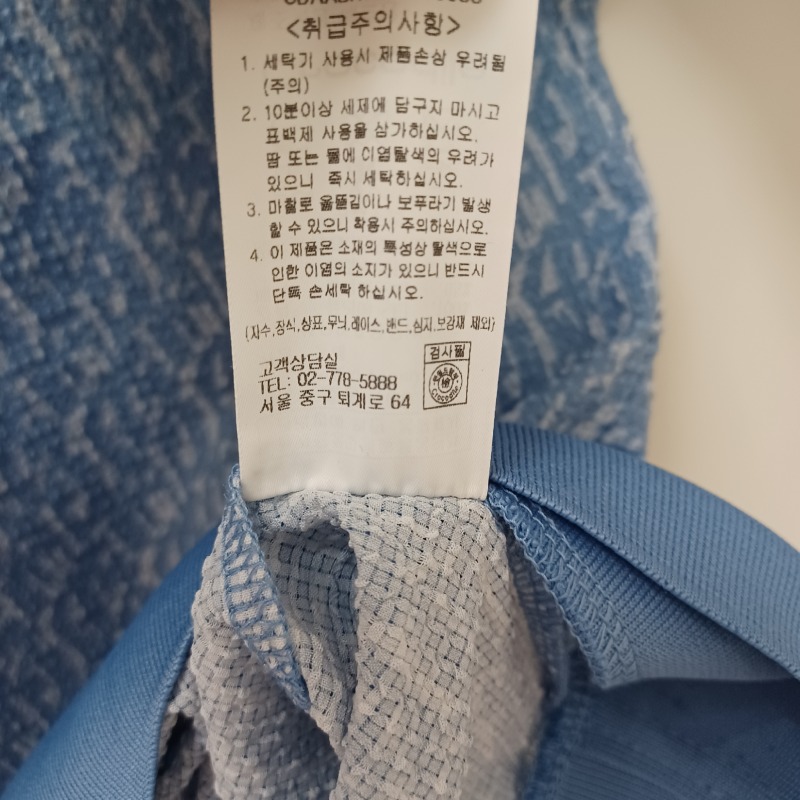 <취급주의사항>
1. 세탁기 사용시 제품손상 우려됨
(주의)
2. 10분이상 세제에 담구지 마시고
표백제 사용을 삼가하십시오.
땀 또는 물에 이염탈색의 우려가
있으니 즉시 세탁하십시오.
3. 마찰로 올뜯김이나 보푸라기 발생
할 수 있으니 착용시 주의하십시오.
4. 이 제품은 소재의 특성상 탈색으로
인한 이염의 소지가 있으니 반드시
단독 손세탁 하십시오.
(자수,장식,상표,무늬,레이스,밴드,심지,보강재 제외)
고객상담실
TEL: 02-778-5888
서울 중구 퇴계로 64
검사필